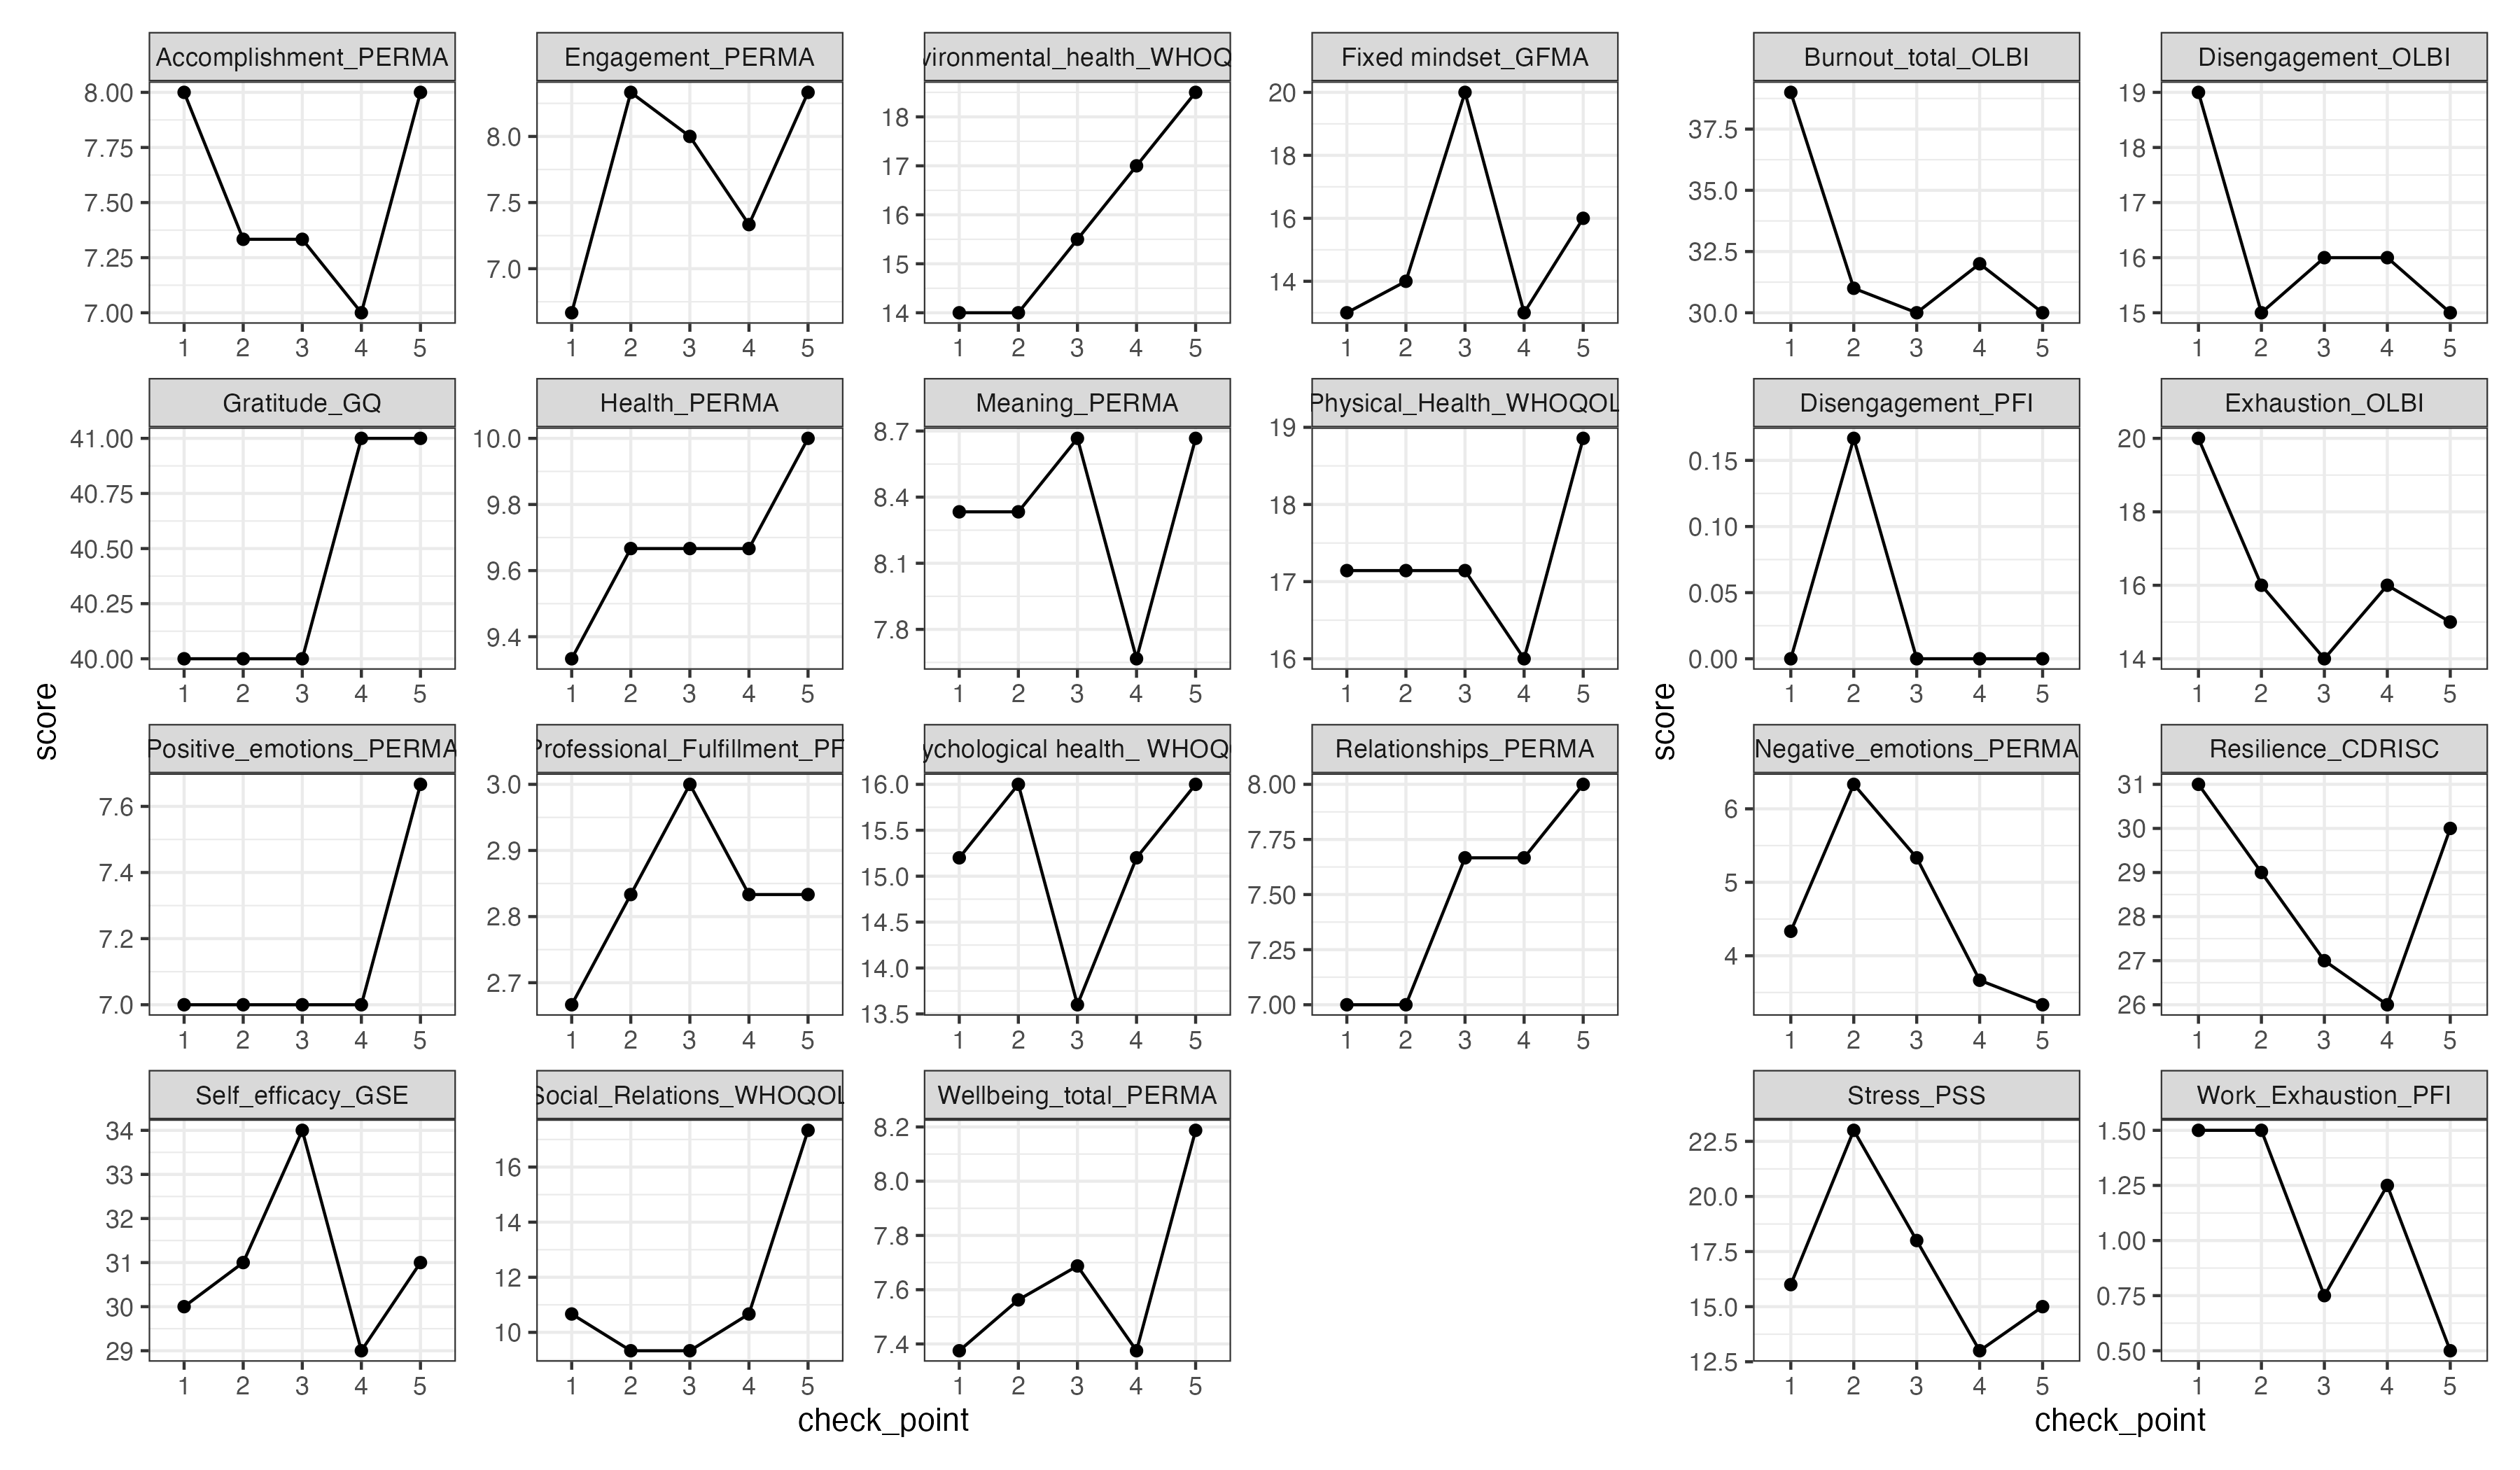 Accomplishment_PERMA
8.00
7.75
7.50
7.25
7.00
1 2 3 4 5
Engagement_PERMA
8.0
7.5
7.0
1 2 3 4 5
vironmental_health_WHOQ
18
17
16
15
14
1 2 3 4 5
Fixed mindset_GFMA
20
18
16
14
1 2 3 4 5
Gratitude_GQ
41.00
40.75
40.50
40.25
40.00
1 2 3 4 5
Health_PERMA
10.0
9.8
9.6
9.4
1 2 3 4 5
Meaning_PERMA
8.7
8.4
8.1
7.8
1 2 3 4 5
Physical_Health_WHOQOL
19
18
17
16
1 2 3 4 5
score
Positive_emotions_PERMA
7.6
7.4
7.2
7.0
1 2 3 4 5
Professional_Fulfillment_PF
3.0
2.9
2.8
2.7
1 2 3 4 5
ychological health_ WHOQ
16.0
15.5
15.0
14.5
14.0
13.5
1 2 3 4 5
Relationships_PERMA
8.00
7.75
7.50
7.25
7.00
1 2 3 4 5
Self_efficacy_GSE
34
33
32
31
30
29
1 2 3 4 5
Social_Relations_WHOQOL
16
14
12
10
1 2 3 4 5
Wellbeing_total_PERMA
8.2
8.0
7.8
7.6
7.4
1 2 3 4 5
check_point
Burnout_total_OLBI
37.5
35.0
32.5
30.0
1 2 3 4 5
Disengagement_OLBI
19
18
17
16
15
1 2 3 4 5
Disengagement_PFI
0.15
0.10
0.05
0.00
1 2 3 4 5
Exhaustion_OLBI
20
18
16
14
1 2 3 4 5
score
Negative_emotions_PERMA
6
5
4
1 2 3 4 5
Resilience_CDRISC
31
30
29
28
27
26
1 2 3 4 5
Stress_PSS
22.5
20.0
17.5
15.0
12.5
1 2 3 4 5
Work_Exhaustion_PFI
1.50
1.25
1.00
0.75
0.50
1 2 3 4 5
check_point